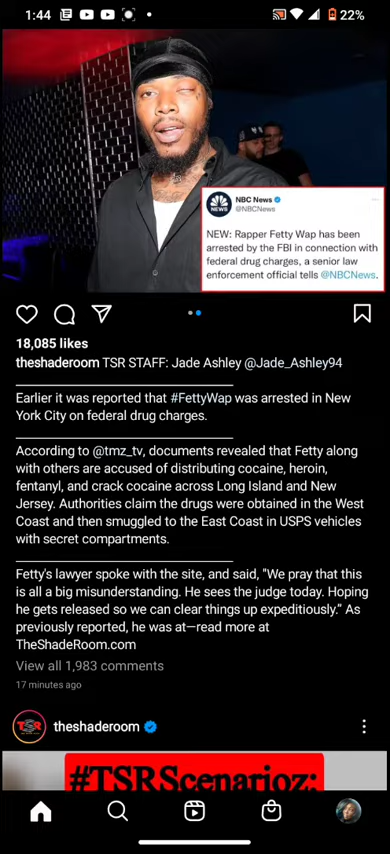 1:44
22%
NBC News
@NBCNews
NEWS
NEW: Rapper Fetty Wap has been
arrested by the FBI in connection with
federal drug charges, a senior law
enforcement official tells @NBCNews.
18,085 likes
theshaderoom TSR STAFF: Jade Ashley @Jade_Ashley94
Earlier it was reported that #FettyWap was arrested in New
York City on federal drug charges.
According to @tmz_tv, documents revealed that Fetty along
with others are accused of distributing cocaine, heroin,
fentanyl, and crack cocaine across Long Island and New
Jersey. Authorities claim the drugs were obtained in the West
Coast and then smuggled to the East Coast in USPS vehicles
with secret compartments.
Fetty's lawyer spoke with the site, and said, "We pray that this
is all a big misunderstanding. He sees the judge today. Hoping
he gets released so we can clear things up expeditiously.” As
previously reported, he was at—read more at
TheShadeRoom.com
View all 1,983 comments
17 minutes ago
TSR
theshaderoom
#TSRScenarioz: